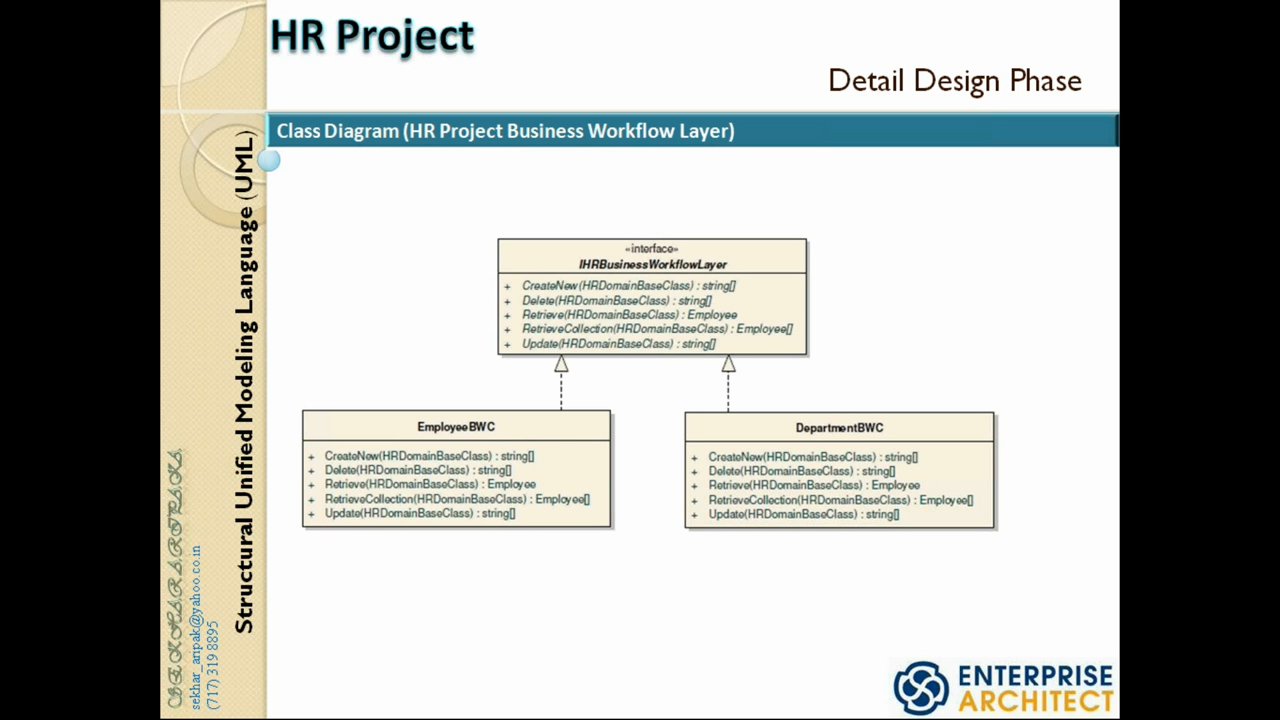 HR Project
Detail Design Phase
Class Diagram (HR Project Business Workflow Layer)
Structural Unified Modeling Language (UML)
sekhar_aripak@yahoo.co.in
(717) 319 8895
«interface»
IHRBusinessWorkflowLayer
+ CreateNew(HRDomainBaseClass) : string[]
+ Delete(HRDomainBaseClass) : string[]
+ Retrieve(HRDomainBaseClass) : Employee
+ RetrieveCollection(HRDomainBaseClass) : Employee[]
+ Update(HRDomainBaseClass) : string[]
EmployeeBWC
+ CreateNew(HRDomainBaseClass) : string[]
+ Delete(HRDomainBaseClass) : string[]
+ Retrieve(HRDomainBaseClass) : Employee
+ RetrieveCollection(HRDomainBaseClass) : Employee[]
+ Update(HRDomainBaseClass) : string[]
DepartmentBWC
+ CreateNew(HRDomainBaseClass) : string[]
+ Delete(HRDomainBaseClass) : string[]
+ Retrieve(HRDomainBaseClass) : Employee
+ RetrieveCollection(HRDomainBaseClass) : Employee[]
+ Update(HRDomainBaseClass) : string[]
ENTERPRISE
ARCHITECT